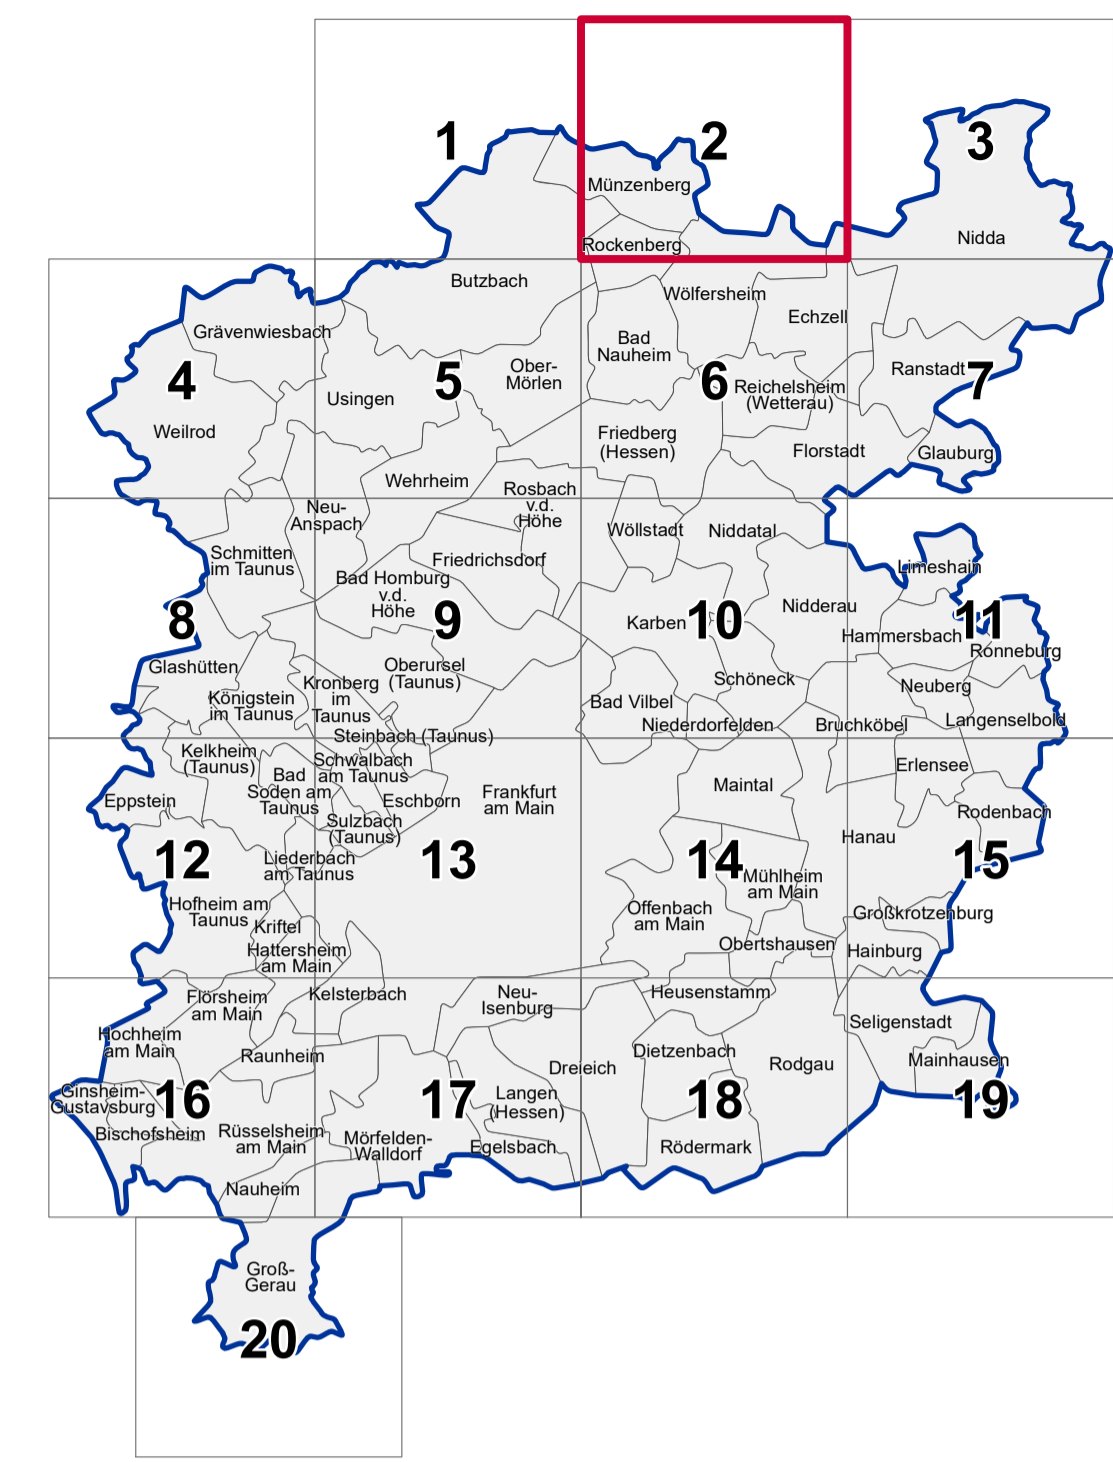 1
2
3
Münzenberg
Rockenberg
Nidda
Butzbach
Wölfersheim
Echzell
Grävenwiesbach
Bad
Nauheim
Ober-
Mörlen
Ranstadt
4
5
6
7
Usingen
Reichelsheim
(Wetterau)
Weilrod
Friedberg
(Hessen)
Florstadt
Glauburg
Wehrheim
Rosbach
v.d.
Höhe
Neu-
Anspach
Wöllstadt
Niddatal
Schmitten
im Taunus
Friedrichsdorf
Limeshain
Bad Homburg
v.d.
Höhe
8
9
10
11
Karben
Nidderau
Hammersbach
Ronneburg
Glashütten
Oberursel
(Taunus)
Schöneck
Neuberg
Königstein
im Taunus
Kronberg
im
Taunus
Bad Vilbel
Niederdorfelden
Bruchköbel
Langenselbold
Steinbach (Taunus)
Kelkheim
(Taunus)
Schwalbach
am Taunus
Erlensee
Bad
Soden am
Taunus
Maintal
Eppstein
Eschborn
Frankfurt
am Main
Rodenbach
Sulzbach
(Taunus)
Hanau
12
13
14
15
Liederbach
am Taunus
Mühlheim
am Main
Hofheim am
Taunus
Offenbach
am Main
Großkrotzenburg
Kriftel
Hattersheim
am Main
Obertshausen
Hainburg
Flörsheim
am Main
Kelsterbach
Neu-
Isenburg
Heusenstamm
Seligenstadt
Hochheim
am Main
Raunheim
Dreieich
Dietzenbach
Rodgau
Mainhausen
Ginsheim-
Gustavsburg
16
17
18
19
Langen
(Hessen)
Bischofsheim
Rüsselsheim
am Main
Mörfelden-
Walldorf
Egelsbach
Rödermark
Nauheim
Groß-
Gerau
20